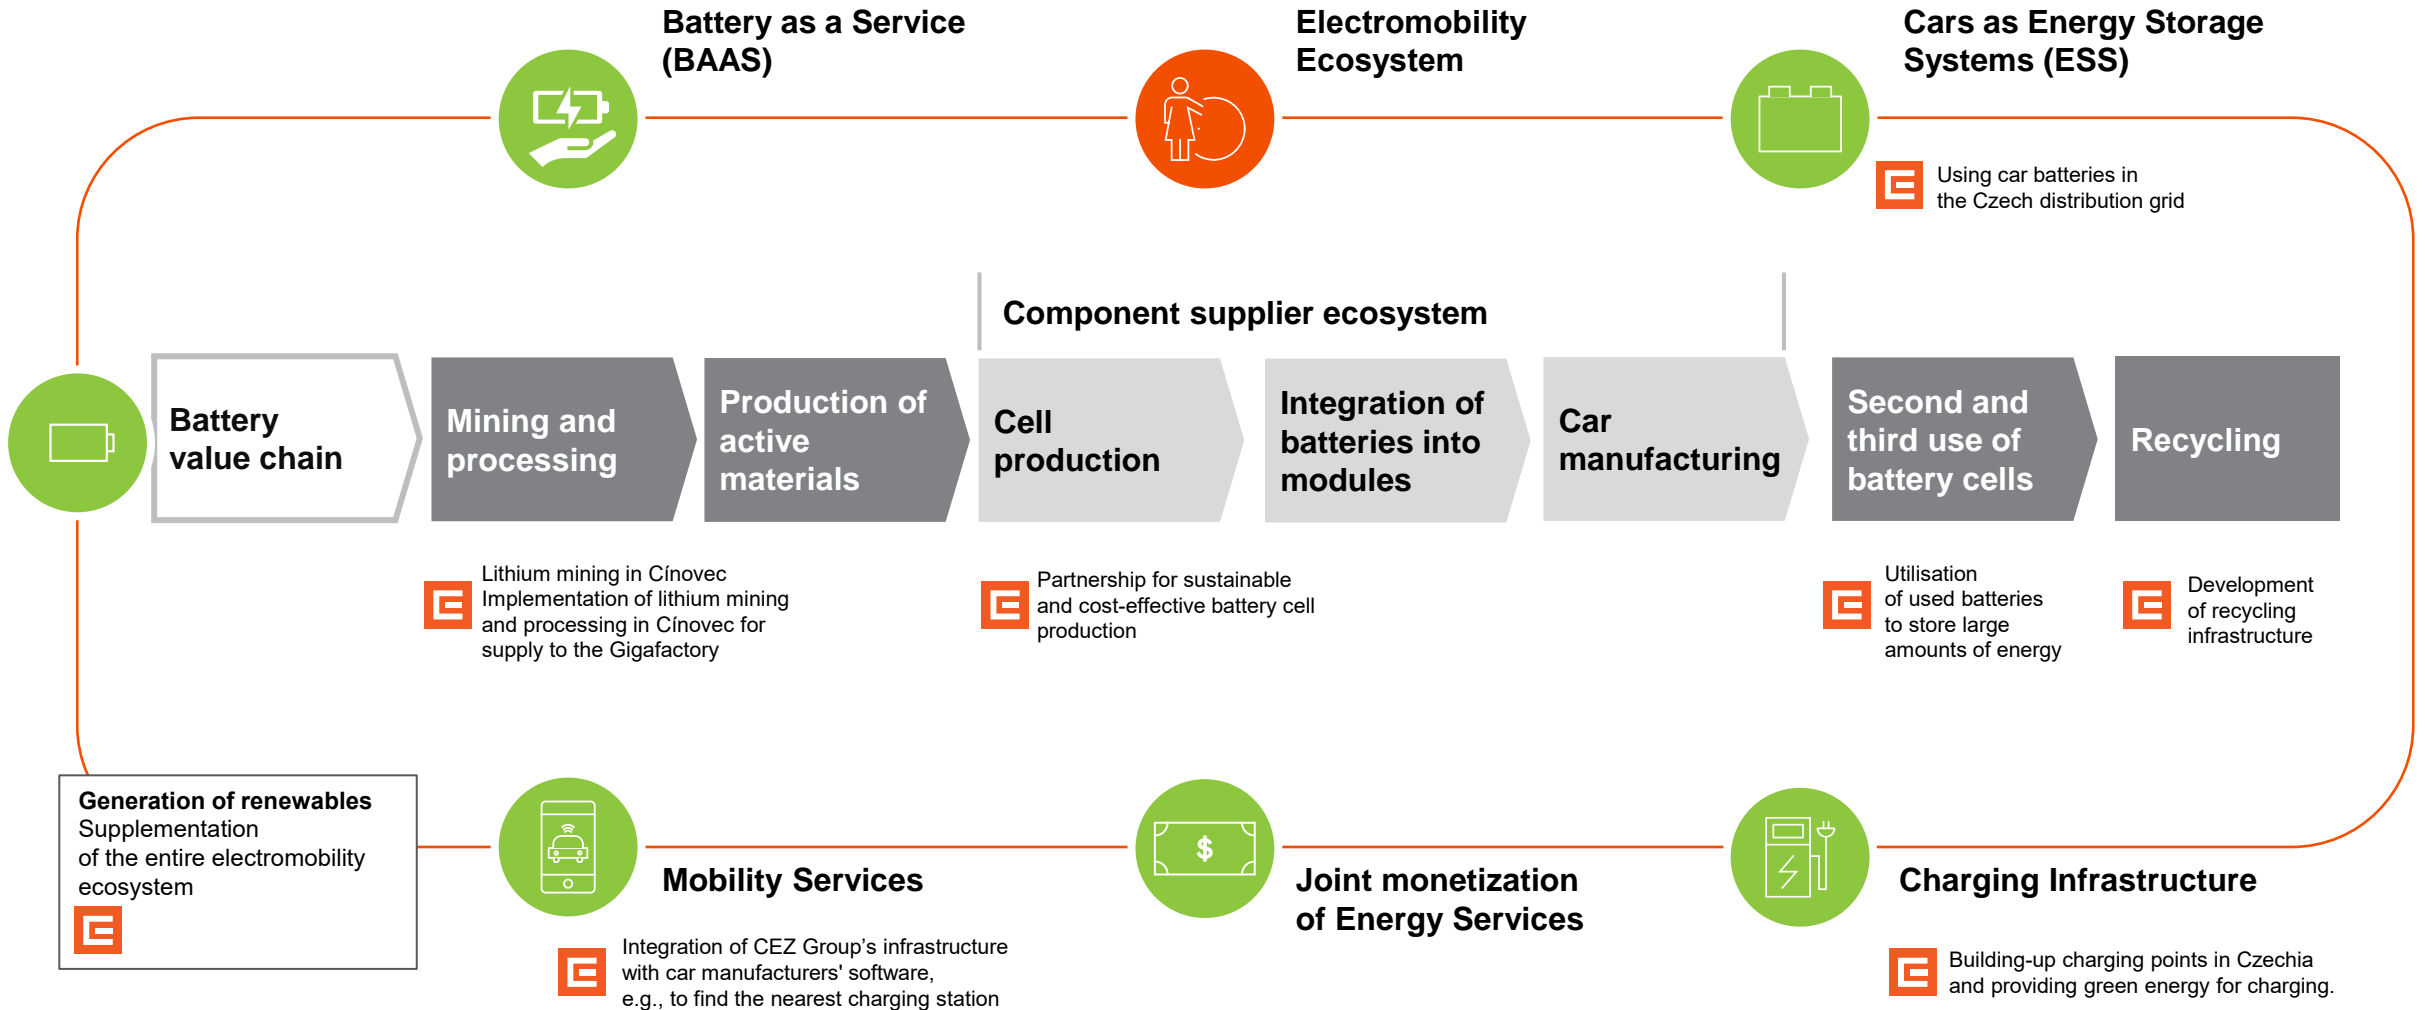 Battery as a Service
(BAAS)
Electromobility
Ecosystem
Cars as Energy Storage
Systems (ESS)
Using car batteries in
the Czech distribution grid
Component supplier ecosystem
Battery
value chain
Mining and
processing
Production of
active
materials
Cell
production
Integration of
batteries into
modules
Car
manufacturing
Second and
third use of
battery cells
Recycling
Lithium mining in Cínovec
Implementation of lithium mining
and processing in Cínovec for
supply to the Gigafactory
Partnership for sustainable
and cost-effective battery cell
production
Utilisation
of used batteries
to store large
amounts of energy
Development
of recycling
infrastructure
Generation of renewables
Supplementation
of the entire electromobility
ecosystem
$
Mobility Services
Joint monetization
of Energy Services
Charging Infrastructure
Integration of CEZ Group’s infrastructure
with car manufacturers' software,
e.g., to find the nearest charging station
Building-up charging points in Czechia
and providing green energy for charging.